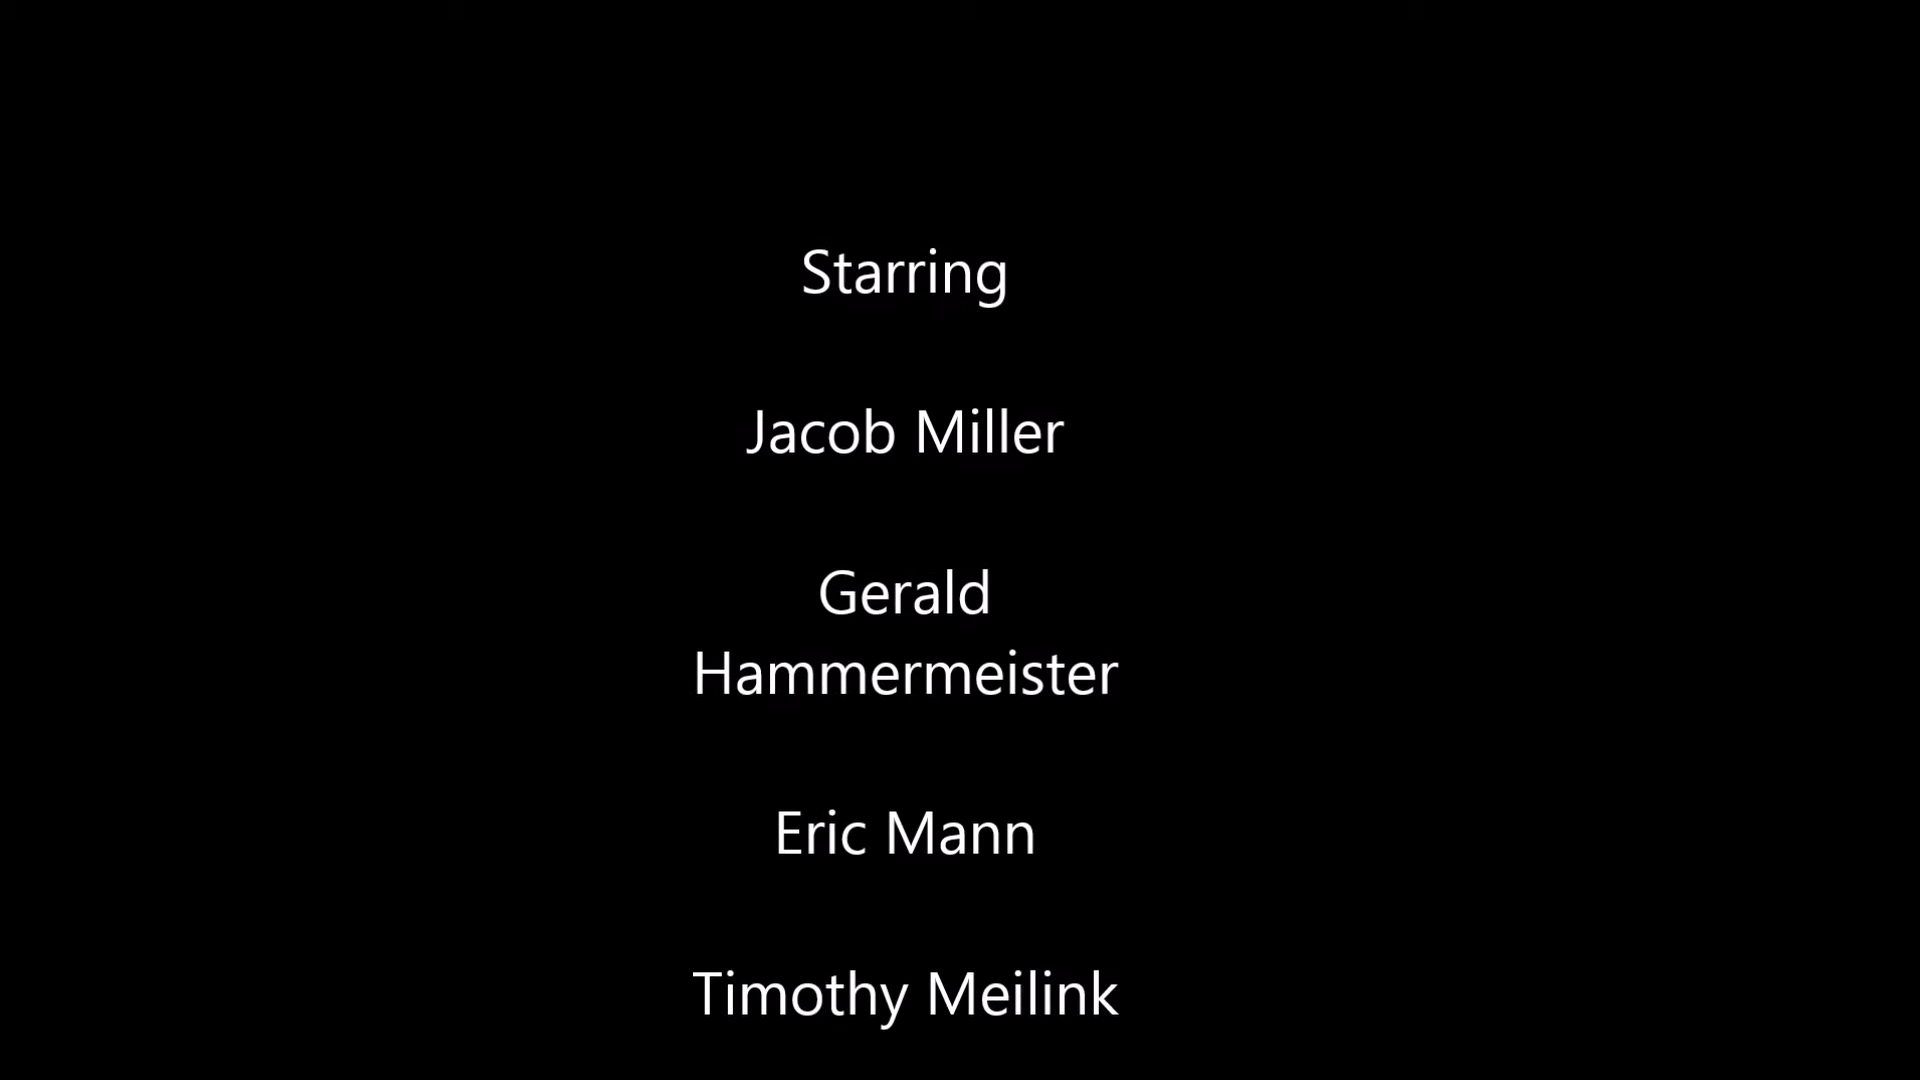 Starring
Jacob Miller
Gerald
Hammermeister
Eric Mann
Timothy Meilink